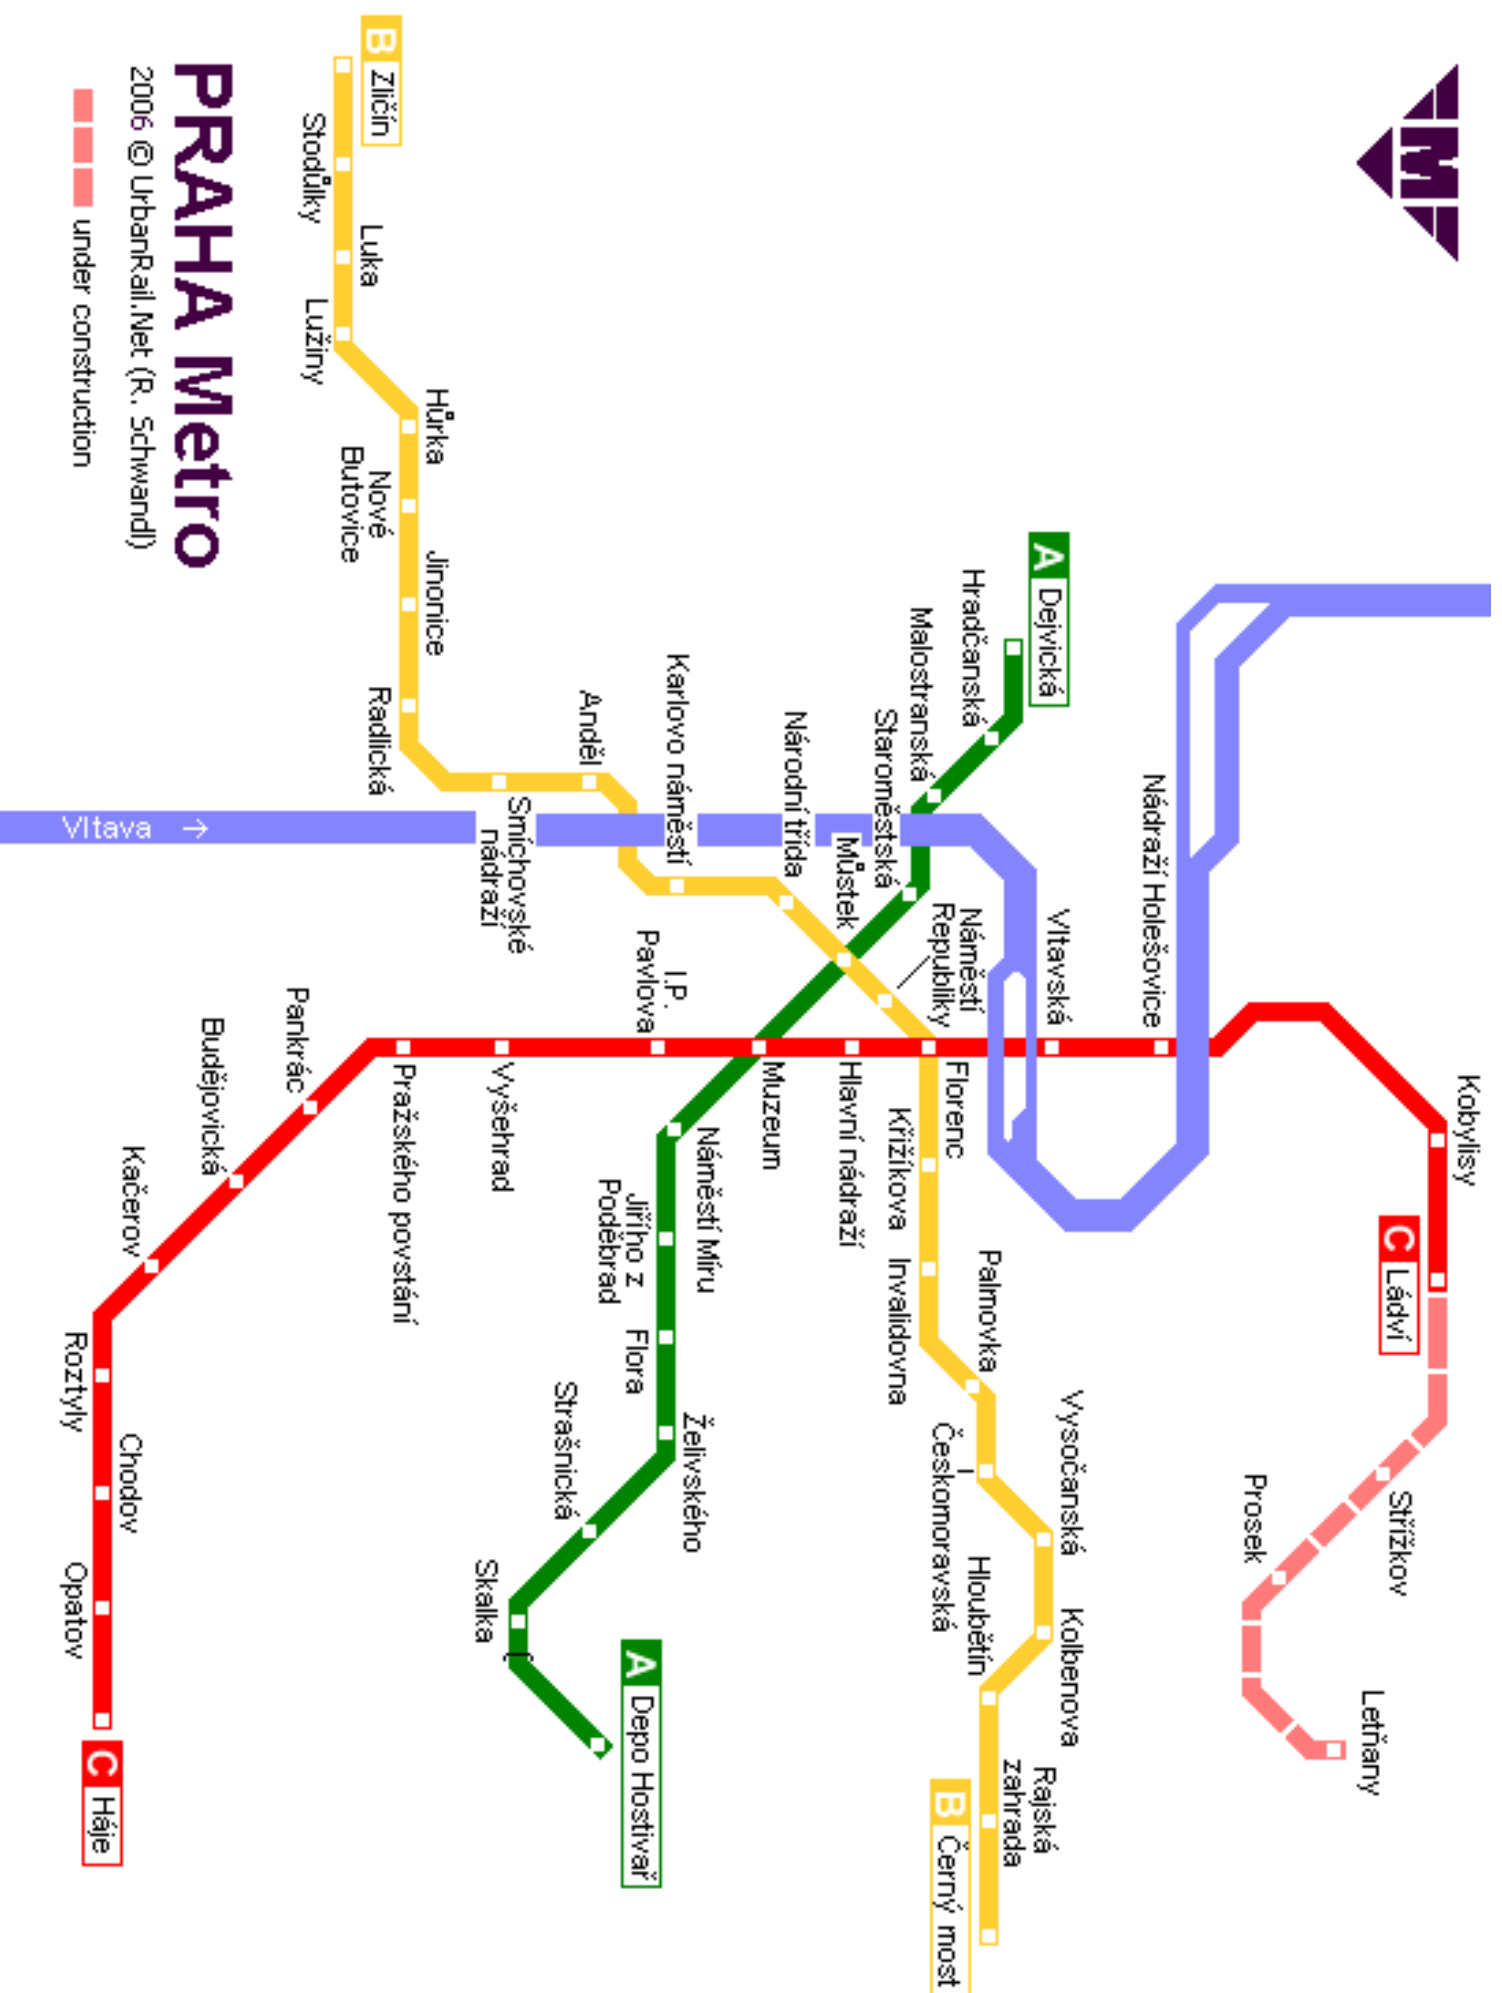 M
B Zličín
Stodůlky
Luka
Lužiny
Hůrka
Nové
Butovice
Jinonice
Radlická
Smíchovské
nádraží
Anděl
Karlovo náměstí
Národní třída
Můstek
Náměstí
Republiky
Florenc
Křižíkova
Invalidovna
Palmovka
Českomoravská
Vysočanská
Kolbenova
Hloubětín
Rajská
zahrada
B Černý most
A Dejvická
Hradčanská
Malostranská
Staroměstská
Muzeum
Náměstí Míru
Jiřího z
Poděbrad
Flora
Želivského
Strašnická
Skalka
A Depo Hostivař
Letňany
Prosek
Střížkov
C Ládví
Kobylisy
Nádraží Holešovice
Vltavská
Hlavní nádraží
I.P.
Pavlova
Vyšehrad
Pražského povstání
Pankrác
Budějovická
Kačerov
Roztyly
Chodov
Opatov
C Háje
Vltava →
PRAHA Metro
2006 © UrbanRail.Net (R. Schwandl)
under construction